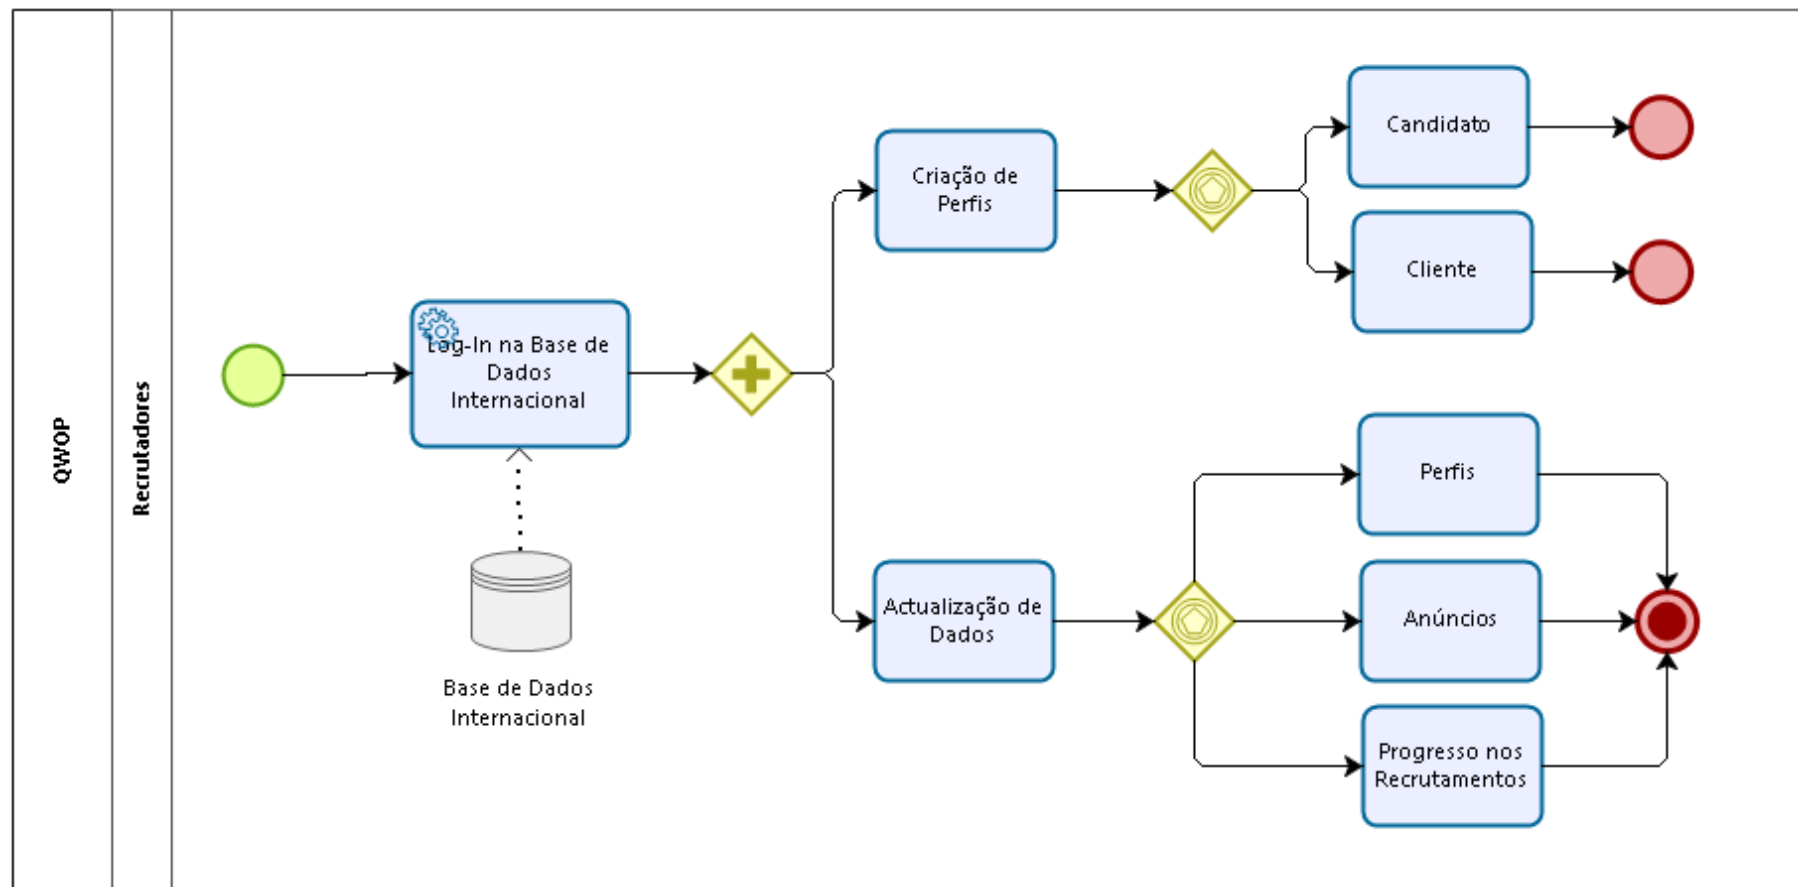 QWOP
Recrutadores
Log-In na Base de
Dados
Internacional
Base de Dados
Internacional
Criação de
Perfis
Candidato
Cliente
Actualização de
Dados
Perfis
Anúncios
Progresso nos
Recrutamentos